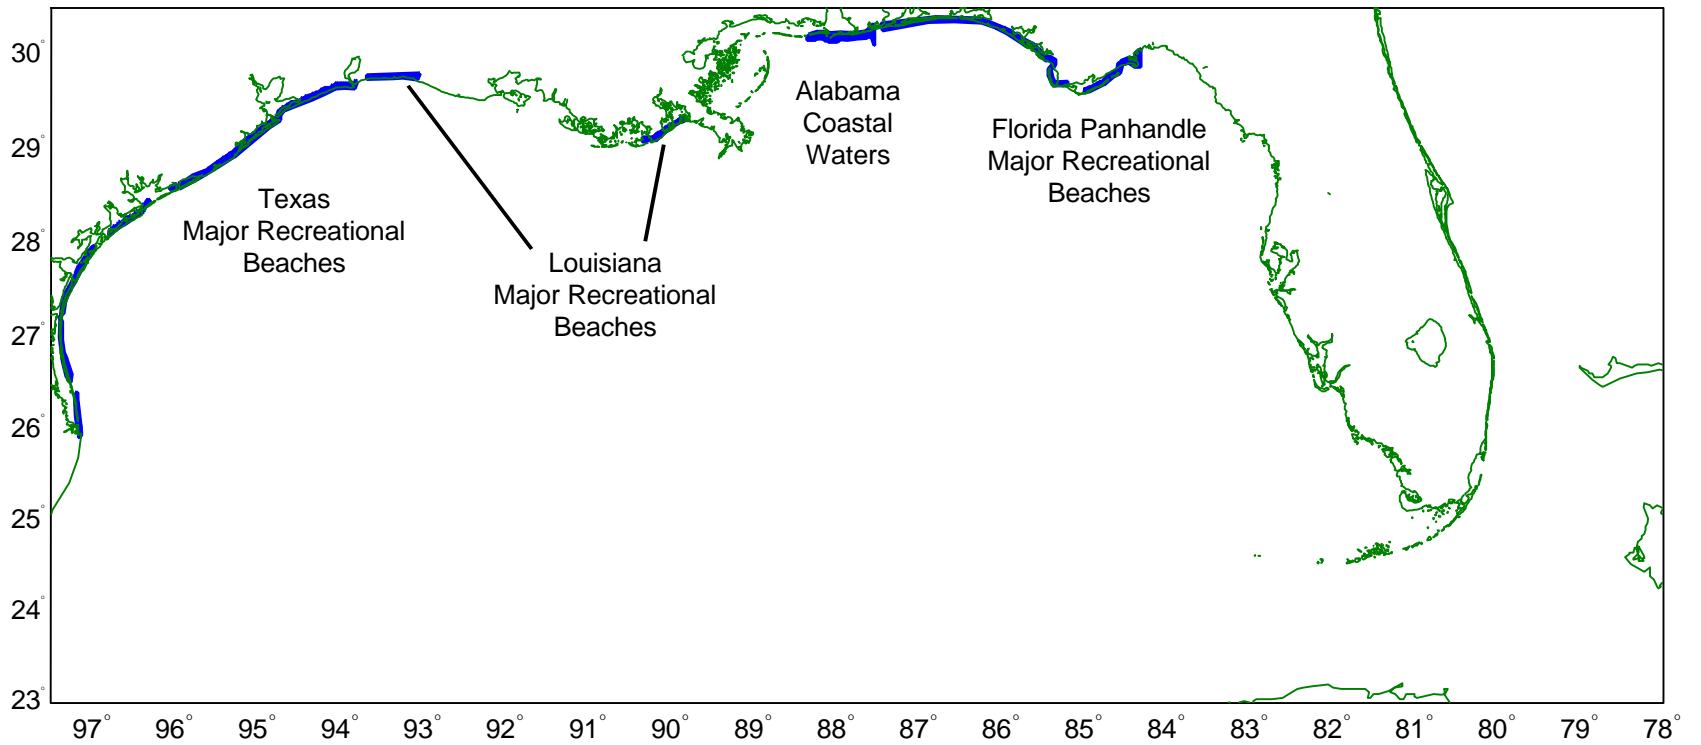 30°
29°
28°
27°
26°
25°
24°
23°
Alabama
Coastal
Waters
Florida Panhandle
Major Recreational
Beaches
Texas
Major Recreational
Beaches
Louisiana
Major Recreational
Beaches
97° 96° 95° 94° 93° 92° 91° 90° 89° 88° 87° 86° 85° 84° 83° 82° 81° 80° 79° 78°